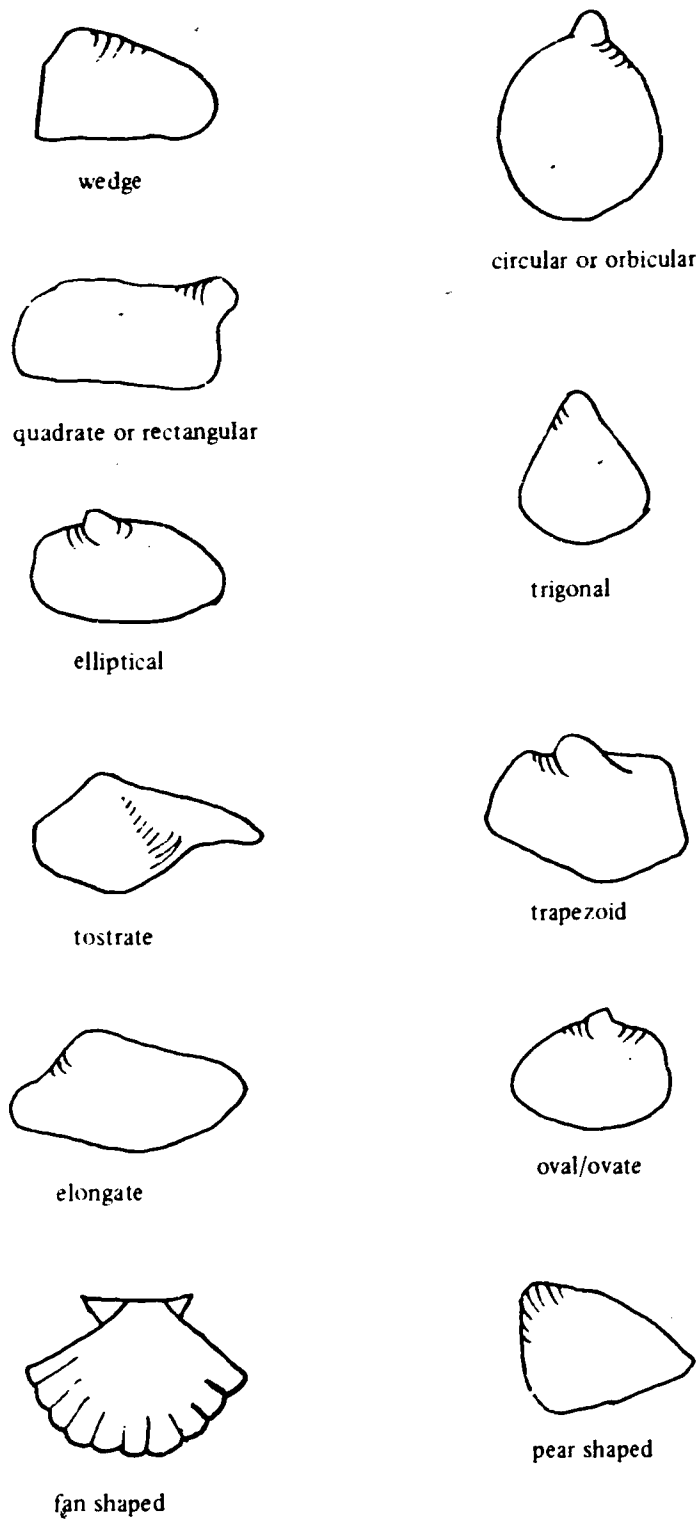 wedge
circular or orbicular
quadrate or rectangular
trigonal
elliptical
trapezoid
tostrate
oval/ovate
elongate
pear shaped
fan shaped